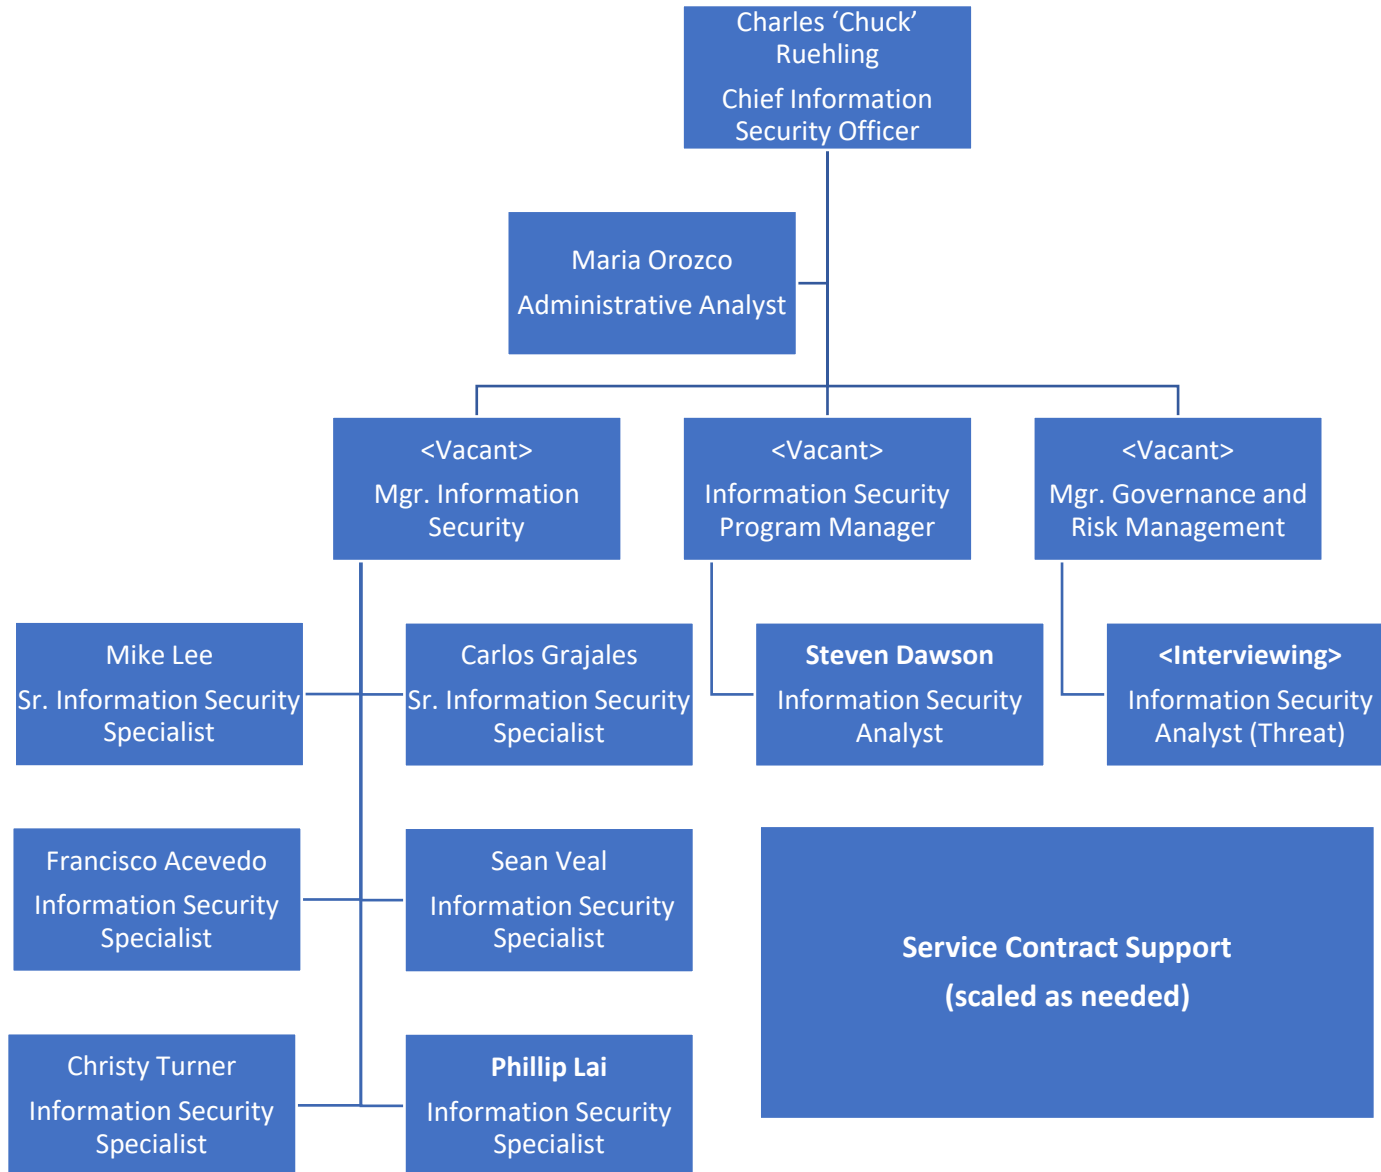 Charles ‘Chuck’
Ruehling
Chief Information
Security Officer
Maria Orozco
Administrative Analyst
<Vacant>
Mgr. Information
Security
<Vacant>
Information Security
Program Manager
<Vacant>
Mgr. Governance and
Risk Management
Mike Lee
Sr. Information Security
Specialist
Carlos Grajales
Sr. Information Security
Specialist
Steven Dawson
Information Security
Analyst
<Interviewing>
Information Security
Analyst (Threat)
Francisco Acevedo
Information Security
Specialist
Sean Veal
Information Security
Specialist
Service Contract Support
(scaled as needed)
Christy Turner
Information Security
Specialist
Phillip Lai
Information Security
Specialist